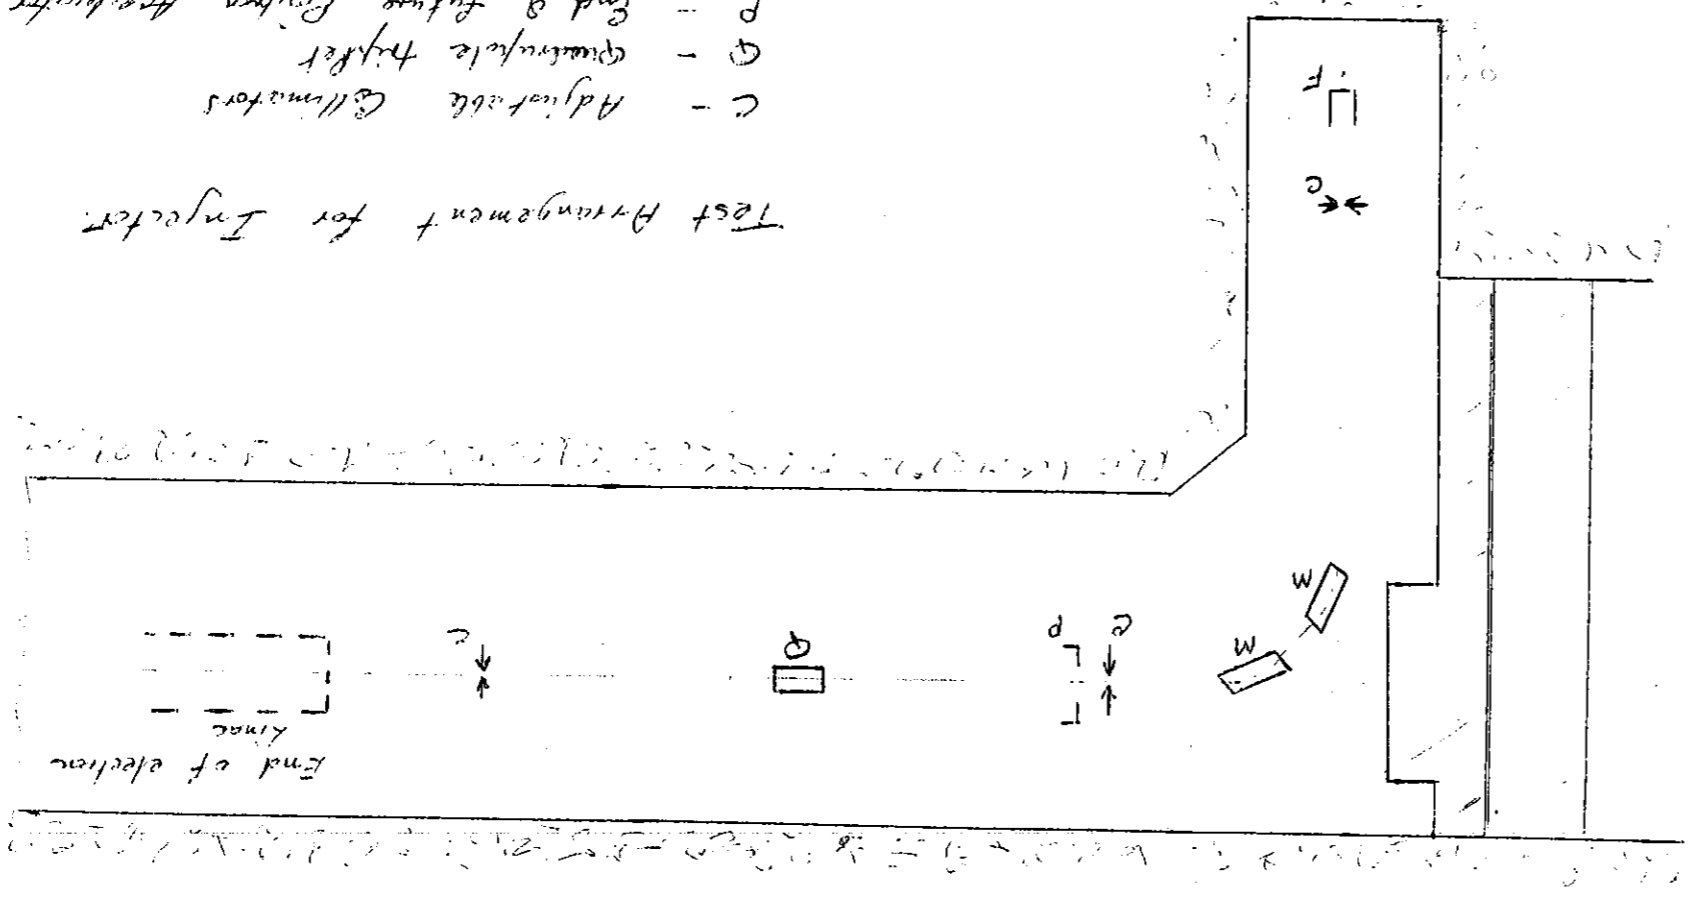 End of electron
Linac
M
C
P
Q
C
M
Test Arrangement for Injector.
C
C - Adjustable Collimators
F
Q - Quadrupole triplet
P - End of future Positron Accelerator